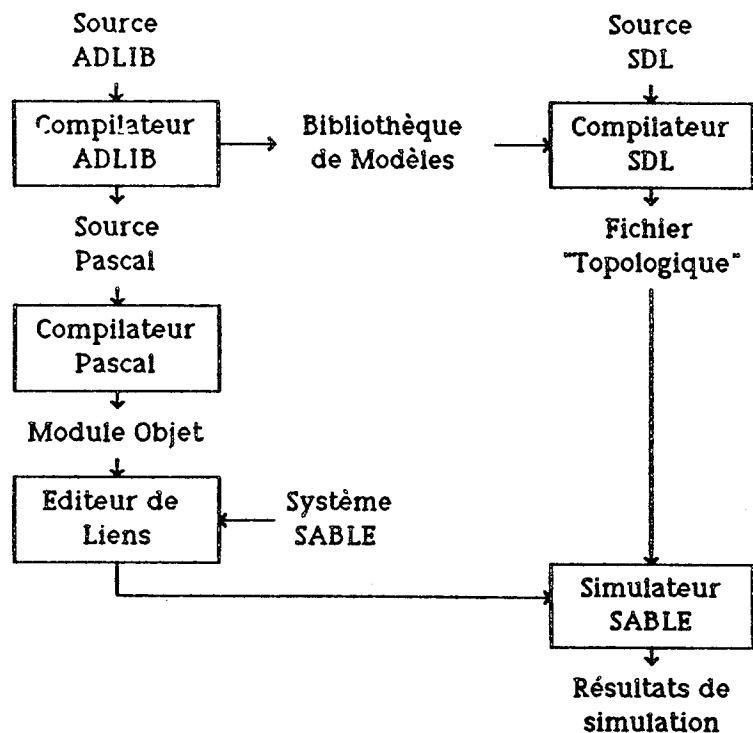 Source
ADLIB
Source
SDL
Compilateur
ADLIB
Bibliothèque
de Modèles
Compilateur
SDL
Source
Pascal
Fichier
"Topologique"
Compilateur
Pascal
Module Objet
Editeur de
Liens
Système
SABLE
Simulateur
SABLE
Résultats de
simulation